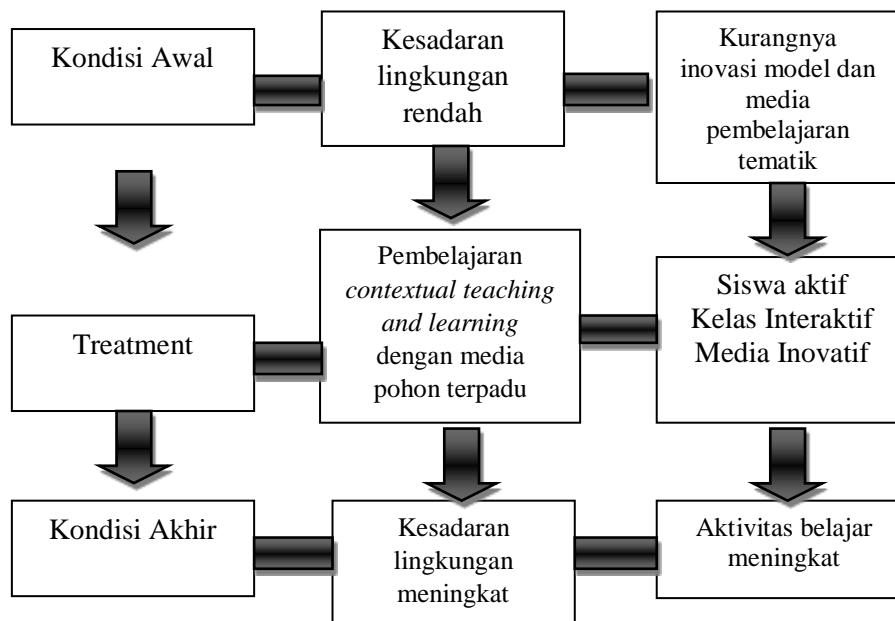 Kondisi Awal
Kesadaran
lingkungan
rendah
Kurangnya
inovasi model dan
media
pembelajaran
tematik
Treatment
Pembelajaran
contextual teaching
and learning
dengan media
pohon terpadu
Siswa aktif
Kelas Interaktif
Media Inovatif
Kondisi Akhir
Kesadaran
lingkungan
meningkat
Aktivitas belajar
meningkat